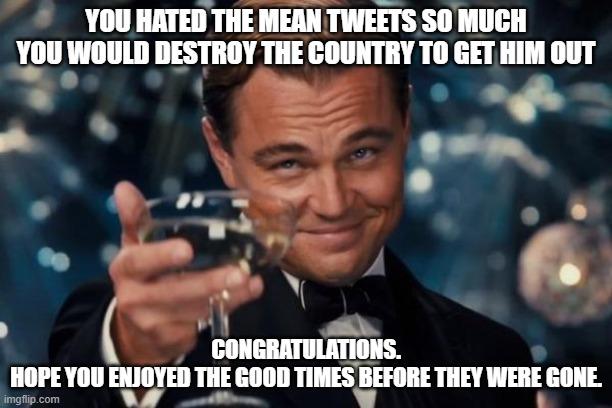 YOU HATED THE MEAN TWEETS SO MUCH
YOU WOULD DESTROY THE COUNTRY TO GET HIM OUT
CONGRATULATIONS.
HOPE YOU ENJOYED THE GOOD TIMES BEFORE THEY WERE GONE.
imgflip.com